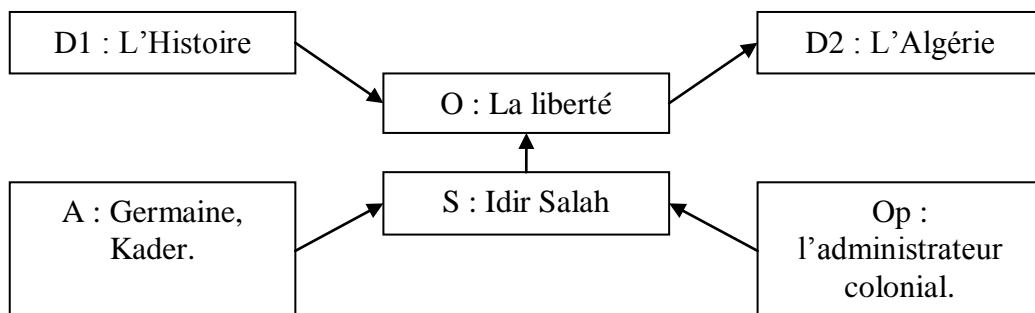 D1 : L’Histoire
D2 : L’Algérie
O : La liberté
A : Germaine,
Kader.
S : Idir Salah
Op :
l’administrateur
colonial.